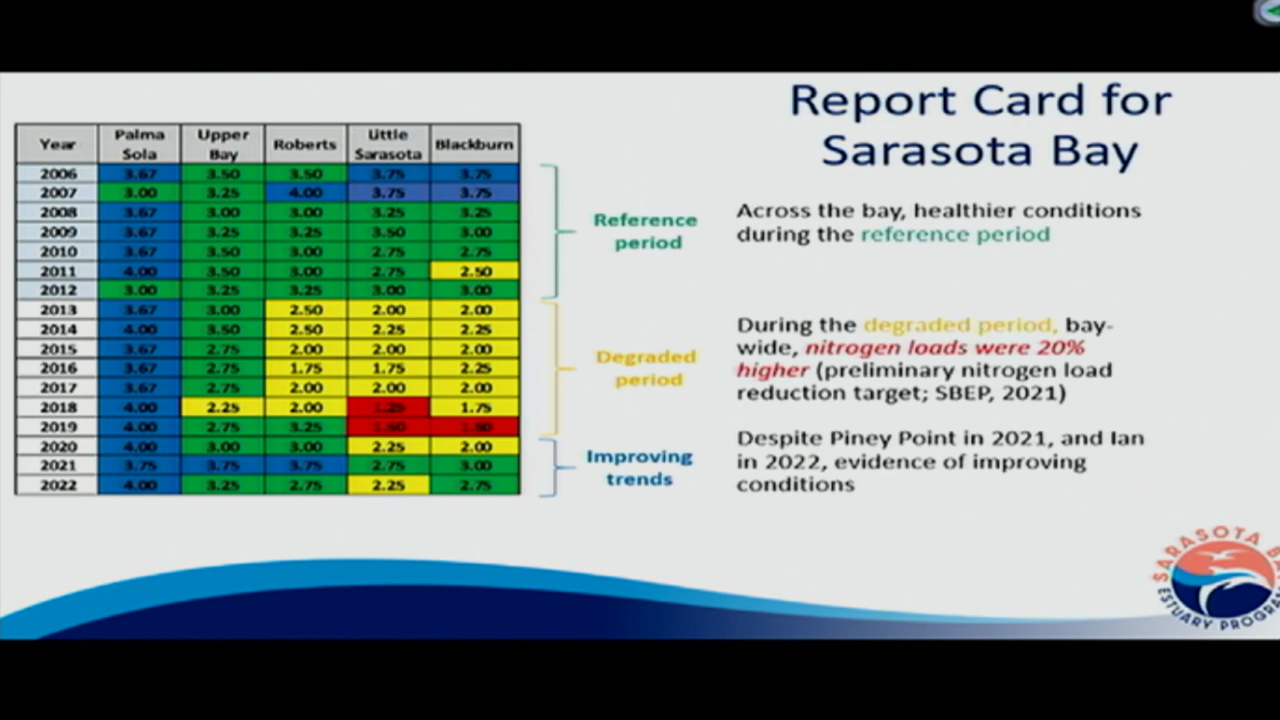 Report Card for
Sarasota Bay
Year Palma Sola Upper Bay Roberts Little Sarasota Blackburn
2006 3.67 3.50 3.50 3.75 3.75
2007 3.00 3.25 4.00 3.75 3.75
2008 3.67 3.00 3.00 3.25 3.25
2009 3.67 3.25 3.25 3.50 3.00
2010 3.67 3.50 3.00 2.75 2.75
2011 4.00 3.50 3.00 2.75 2.50
2012 3.00 3.25 3.25 3.00 3.00
2013 3.67 3.00 2.50 2.00 2.00
2014 4.00 3.50 2.50 2.25 2.25
2015 3.67 2.75 2.00 2.00 2.00
2016 3.67 2.75 1.75 1.75 2.25
2017 3.67 2.75 2.00 2.00 2.00
2018 4.00 2.25 2.00 1.25 1.75
2019 4.00 2.75 3.25
2020 4.00 3.00 3.00 2.25 2.00
2021 3.75 3.75 3.75 2.75 3.00
2022 4.00 3.25 2.75 2.25 2.75
Reference
period
Degraded
period
Improving
trends
Across the bay, healthier conditions
during the reference period
During the degraded period, bay-
wide, nitrogen loads were 20%
higher (preliminary nitrogen load
reduction target; SBEP, 2021)
Despite Piney Point in 2021, and Ian
in 2022, evidence of improving
conditions
SARASOTA BA
ESTUARY PROGRA